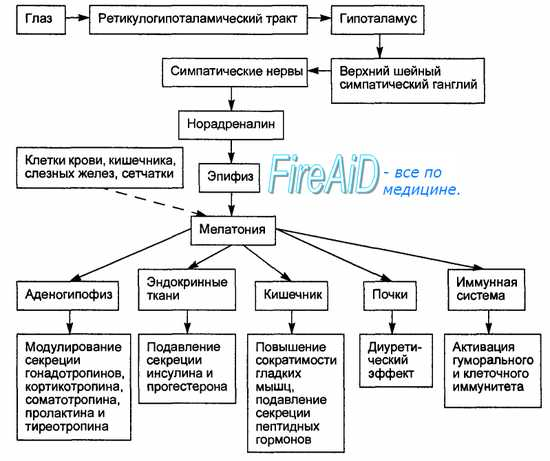 Глаз
Ретикулогипоталамический тракт
Гипоталамус
Симпатические нервы
Верхний шейный
симпатический ганглий
Норадреналин
Клетки крови, кишечника,
слезных желез, сетчатки
Эпифиз
FireAiD
- все по
медицине.
Мелатония
Аденогипофиз
Эндокринные
ткани
Кишечник
Почки
Иммунная
система
Модулирование
секреции
гонадотропинов,
кортикотропина,
соматотропина,
пролактина и
тиреотропина
Подавление
секреции
инсулина и
прогестерона
Повышение
сократимости
гладких
мышц,
подавление
секреции
пептидных
гормонов
Диурети-
ческий
эффект
Активация
гуморального
и клеточного
иммунитета